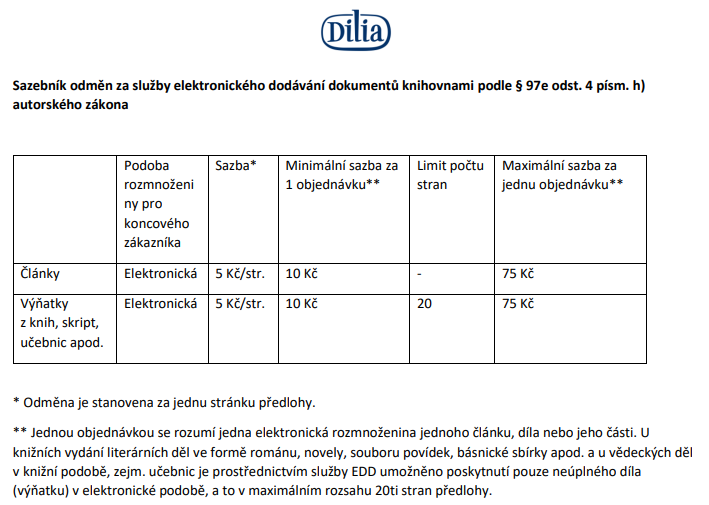 Dilia
Sazebník odměn za služby elektronického dodávání dokumentů knihovnami podle § 97e odst. 4 písm. h)
autorského zákona
Podoba
rozmnoženi
ny pro
koncového
zákazníka
Sazba*
Minimální sazba za
1 objednávku**
Limit počtu
stran
Maximální sazba za
jednu objednávku**
Články
Elektronická
5 Kč/str.
10 Kč
-
75 Kč
Výňatky
z knih, skript,
učebnic apod.
Elektronická
5 Kč/str.
10 Kč
20
75 Kč
* Odměna je stanovena za jednu stránku předlohy.
** Jednou objednávkou se rozumí jedna elektronická rozmnoženina jednoho článku, díla nebo jeho části. U
knižních vydání literárních děl ve formě románu, novely, souboru povídek, básnické sbírky apod. a u vědeckých děl
v knižní podobě, zejm. učebnic je prostřednictvím služby EDD umožněno poskytnutí pouze neúplného díla
(výňatku) v elektronické podobě, a to v maximálním rozsahu 20ti stran předlohy.